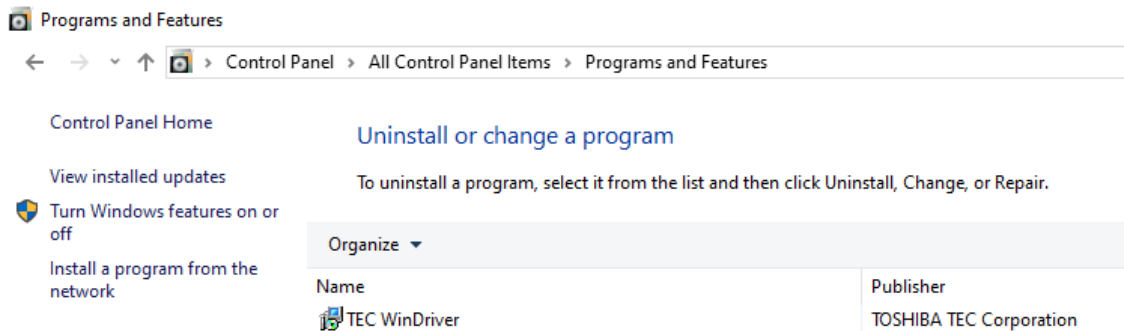 Programs and Features
Control Panel > All Control Panel Items > Programs and Features
Control Panel Home
Uninstall or change a program
View installed updates
To uninstall a program, select it from the list and then click Uninstall, Change, or Repair.
Turn Windows features on or
off
Organize
Install a program from the
network
Name Publisher
TEC WinDriver TOSHIBA TEC Corporation